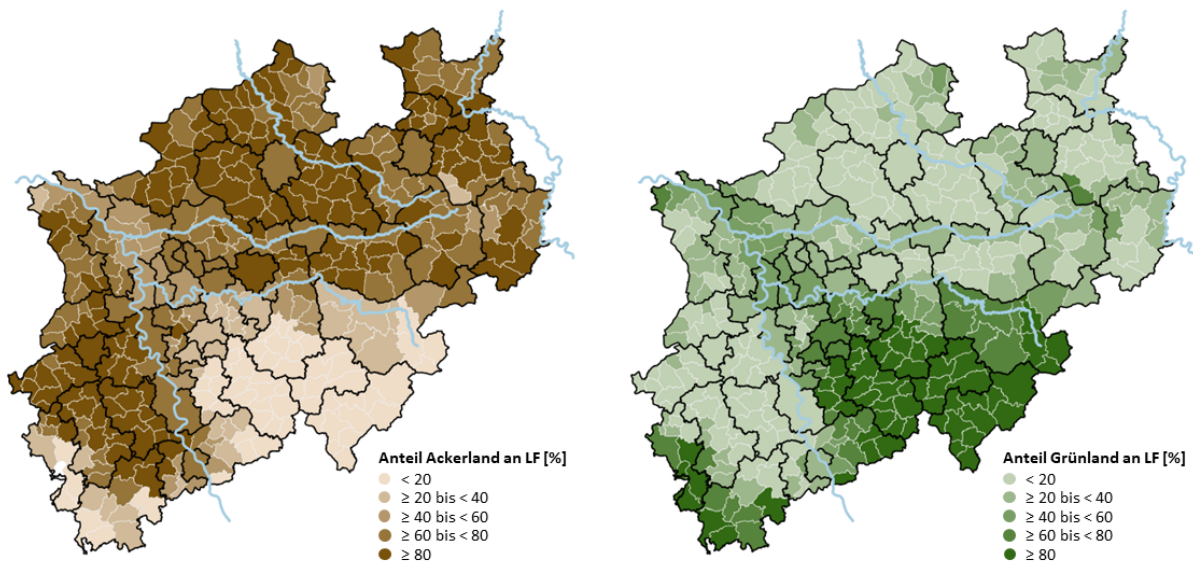 Anteil Ackerland an LF [%]
< 20
≥ 20 bis < 40
≥ 40 bis < 60
≥ 60 bis < 80
≥ 80
Anteil Grünland an LF [%]
< 20
≥ 20 bis < 40
≥ 40 bis < 60
≥ 60 bis < 80
≥ 80